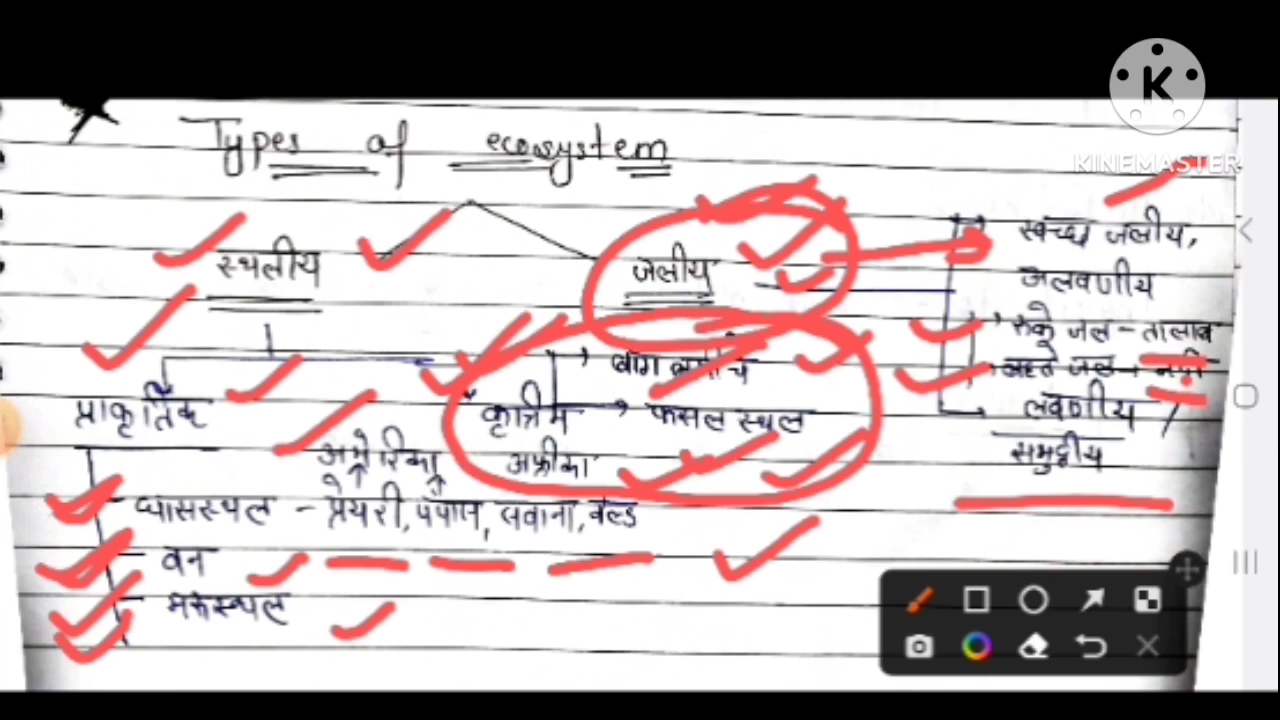 Types of ecosystem
स्थलीय
जलीय
स्वच्छ जलीय,
अलवणीय
रुके जल - तालाब
बहते जल - नदी
लवणीय
समुद्रीय
प्राकृतिक
कृत्रिम
बाग बगीचे
फसल स्थल
अमेरिका
अफ्रीका
घासस्थल - प्रेयरी, पंपास, सवाना, वेल्ड
वन
मरुस्थल
K
KINEMASTER